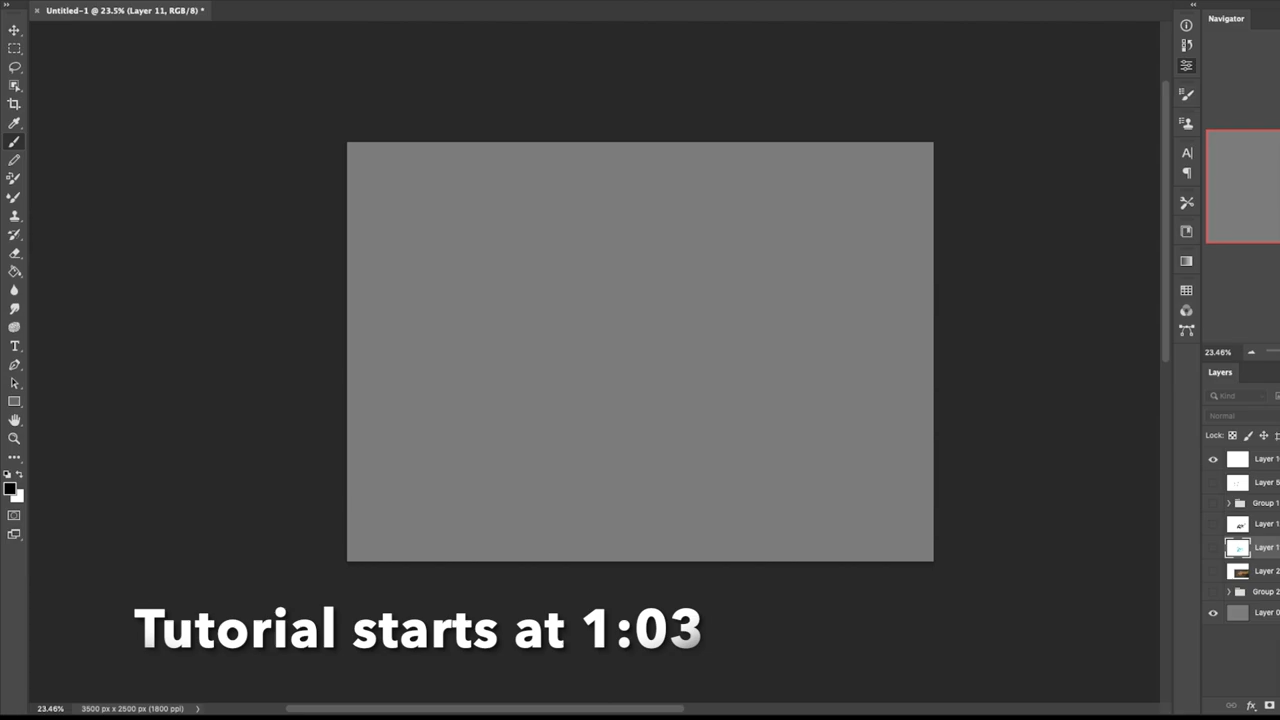 Untitled-1 @ 23.5% (Layer 11, RGB/8) *
Navigator
23.46%
Layers
Kind
Normal
Lock:
Layer 1
Layer 5
Group 1
Layer 1
Layer 1
Layer 2
Group 2
Layer 0
Tutorial starts at 1:03
23.46%
3500 px x 2500 px (1800 ppi)